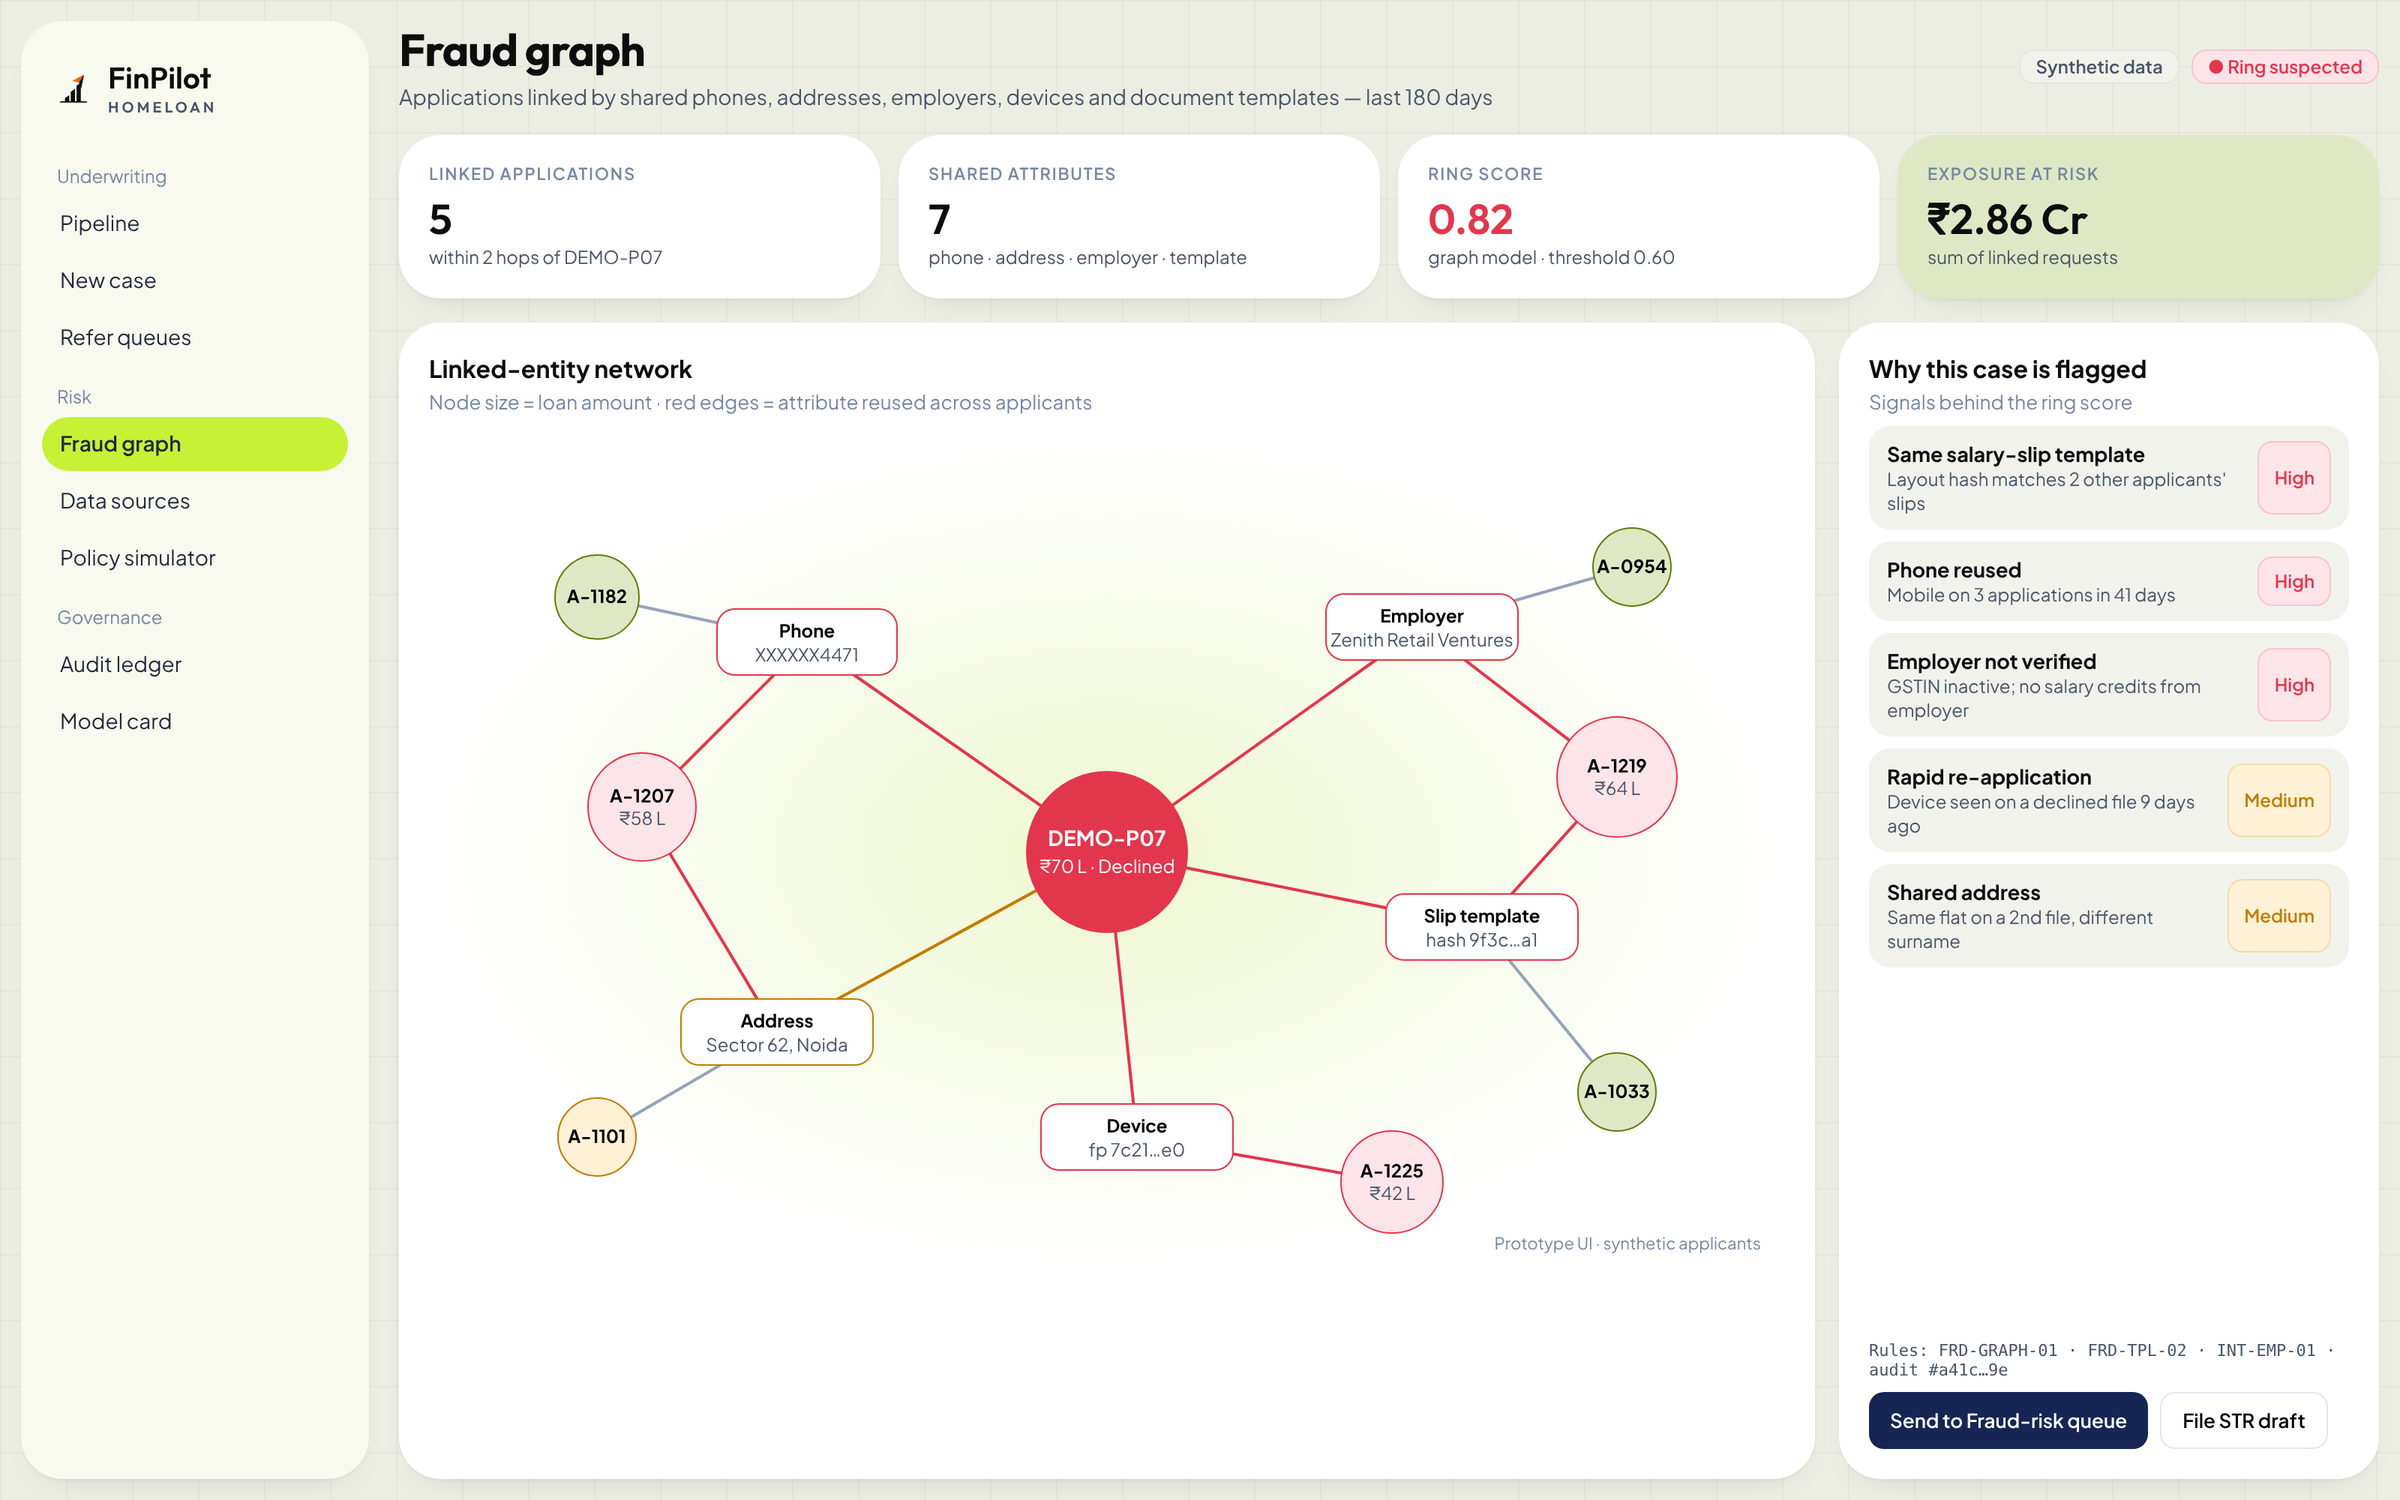 FinPilot
HOMELOAN
Underwriting
Pipeline
New case
Refer queues
Risk
Fraud graph
Data sources
Policy simulator
Governance
Audit ledger
Model card
Fraud graph
Applications linked by shared phones, addresses, employers, devices and document templates — last 180 days
Synthetic data
Ring suspected
LINKED APPLICATIONS
5
within 2 hops of DEMO-P07
SHARED ATTRIBUTES
7
phone · address · employer · template
RING SCORE
0.82
graph model · threshold 0.60
EXPOSURE AT RISK
₹2.86 Cr
sum of linked requests
Linked-entity network
Node size = loan amount · red edges = attribute reused across applicants
A-1182
Phone
XXXXXX4471
Employer
Zenith Retail Ventures
A-0954
A-1207
₹58 L
A-1219
₹64 L
DEMO-P07
₹70 L · Declined
Slip template
hash 9f3c…a1
Address
Sector 62, Noida
A-1101
Device
fp 7c21…e0
A-1033
A-1225
₹42 L
Prototype UI · synthetic applicants
Why this case is flagged
Signals behind the ring score
Same salary-slip template
Layout hash matches 2 other applicants'
slips
High
Phone reused
Mobile on 3 applications in 41 days
High
Employer not verified
GSTIN inactive; no salary credits from
employer
High
Rapid re-application
Device seen on a declined file 9 days
ago
Medium
Shared address
Same flat on a 2nd file, different
surname
Medium
Rules: FRD-GRAPH-01 · FRD-TPL-02 · INT-EMP-01 ·
audit #a41c…9e
Send to Fraud-risk queue
File STR draft